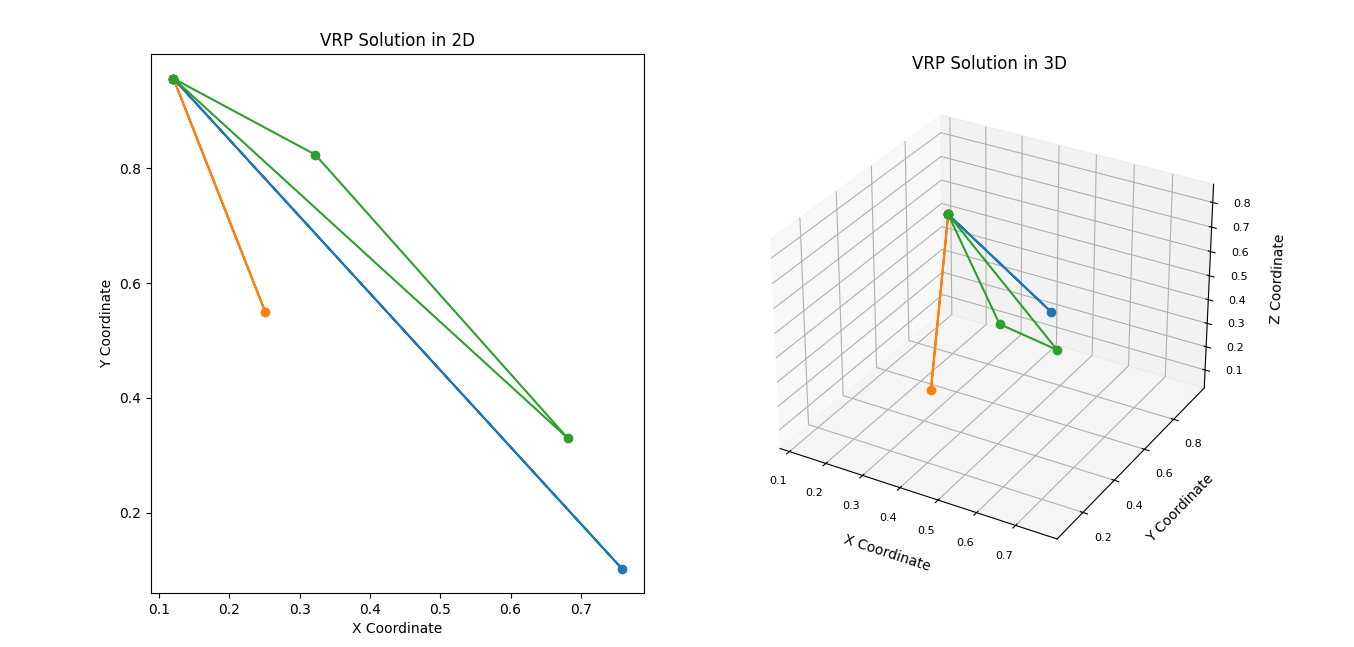 VRP Solution in 2D
0.8
0.6
0.4
0.2
Y Coordinate
0.1 0.2 0.3 0.4 0.5 0.6 0.7
X Coordinate
VRP Solution in 3D
0.8
0.7
0.6
0.5
0.4
0.3
0.2
0.1
Z Coordinate
0.1 0.2 0.3 0.4 0.5 0.6 0.7
X Coordinate
0.2 0.4 0.6 0.8
Y Coordinate